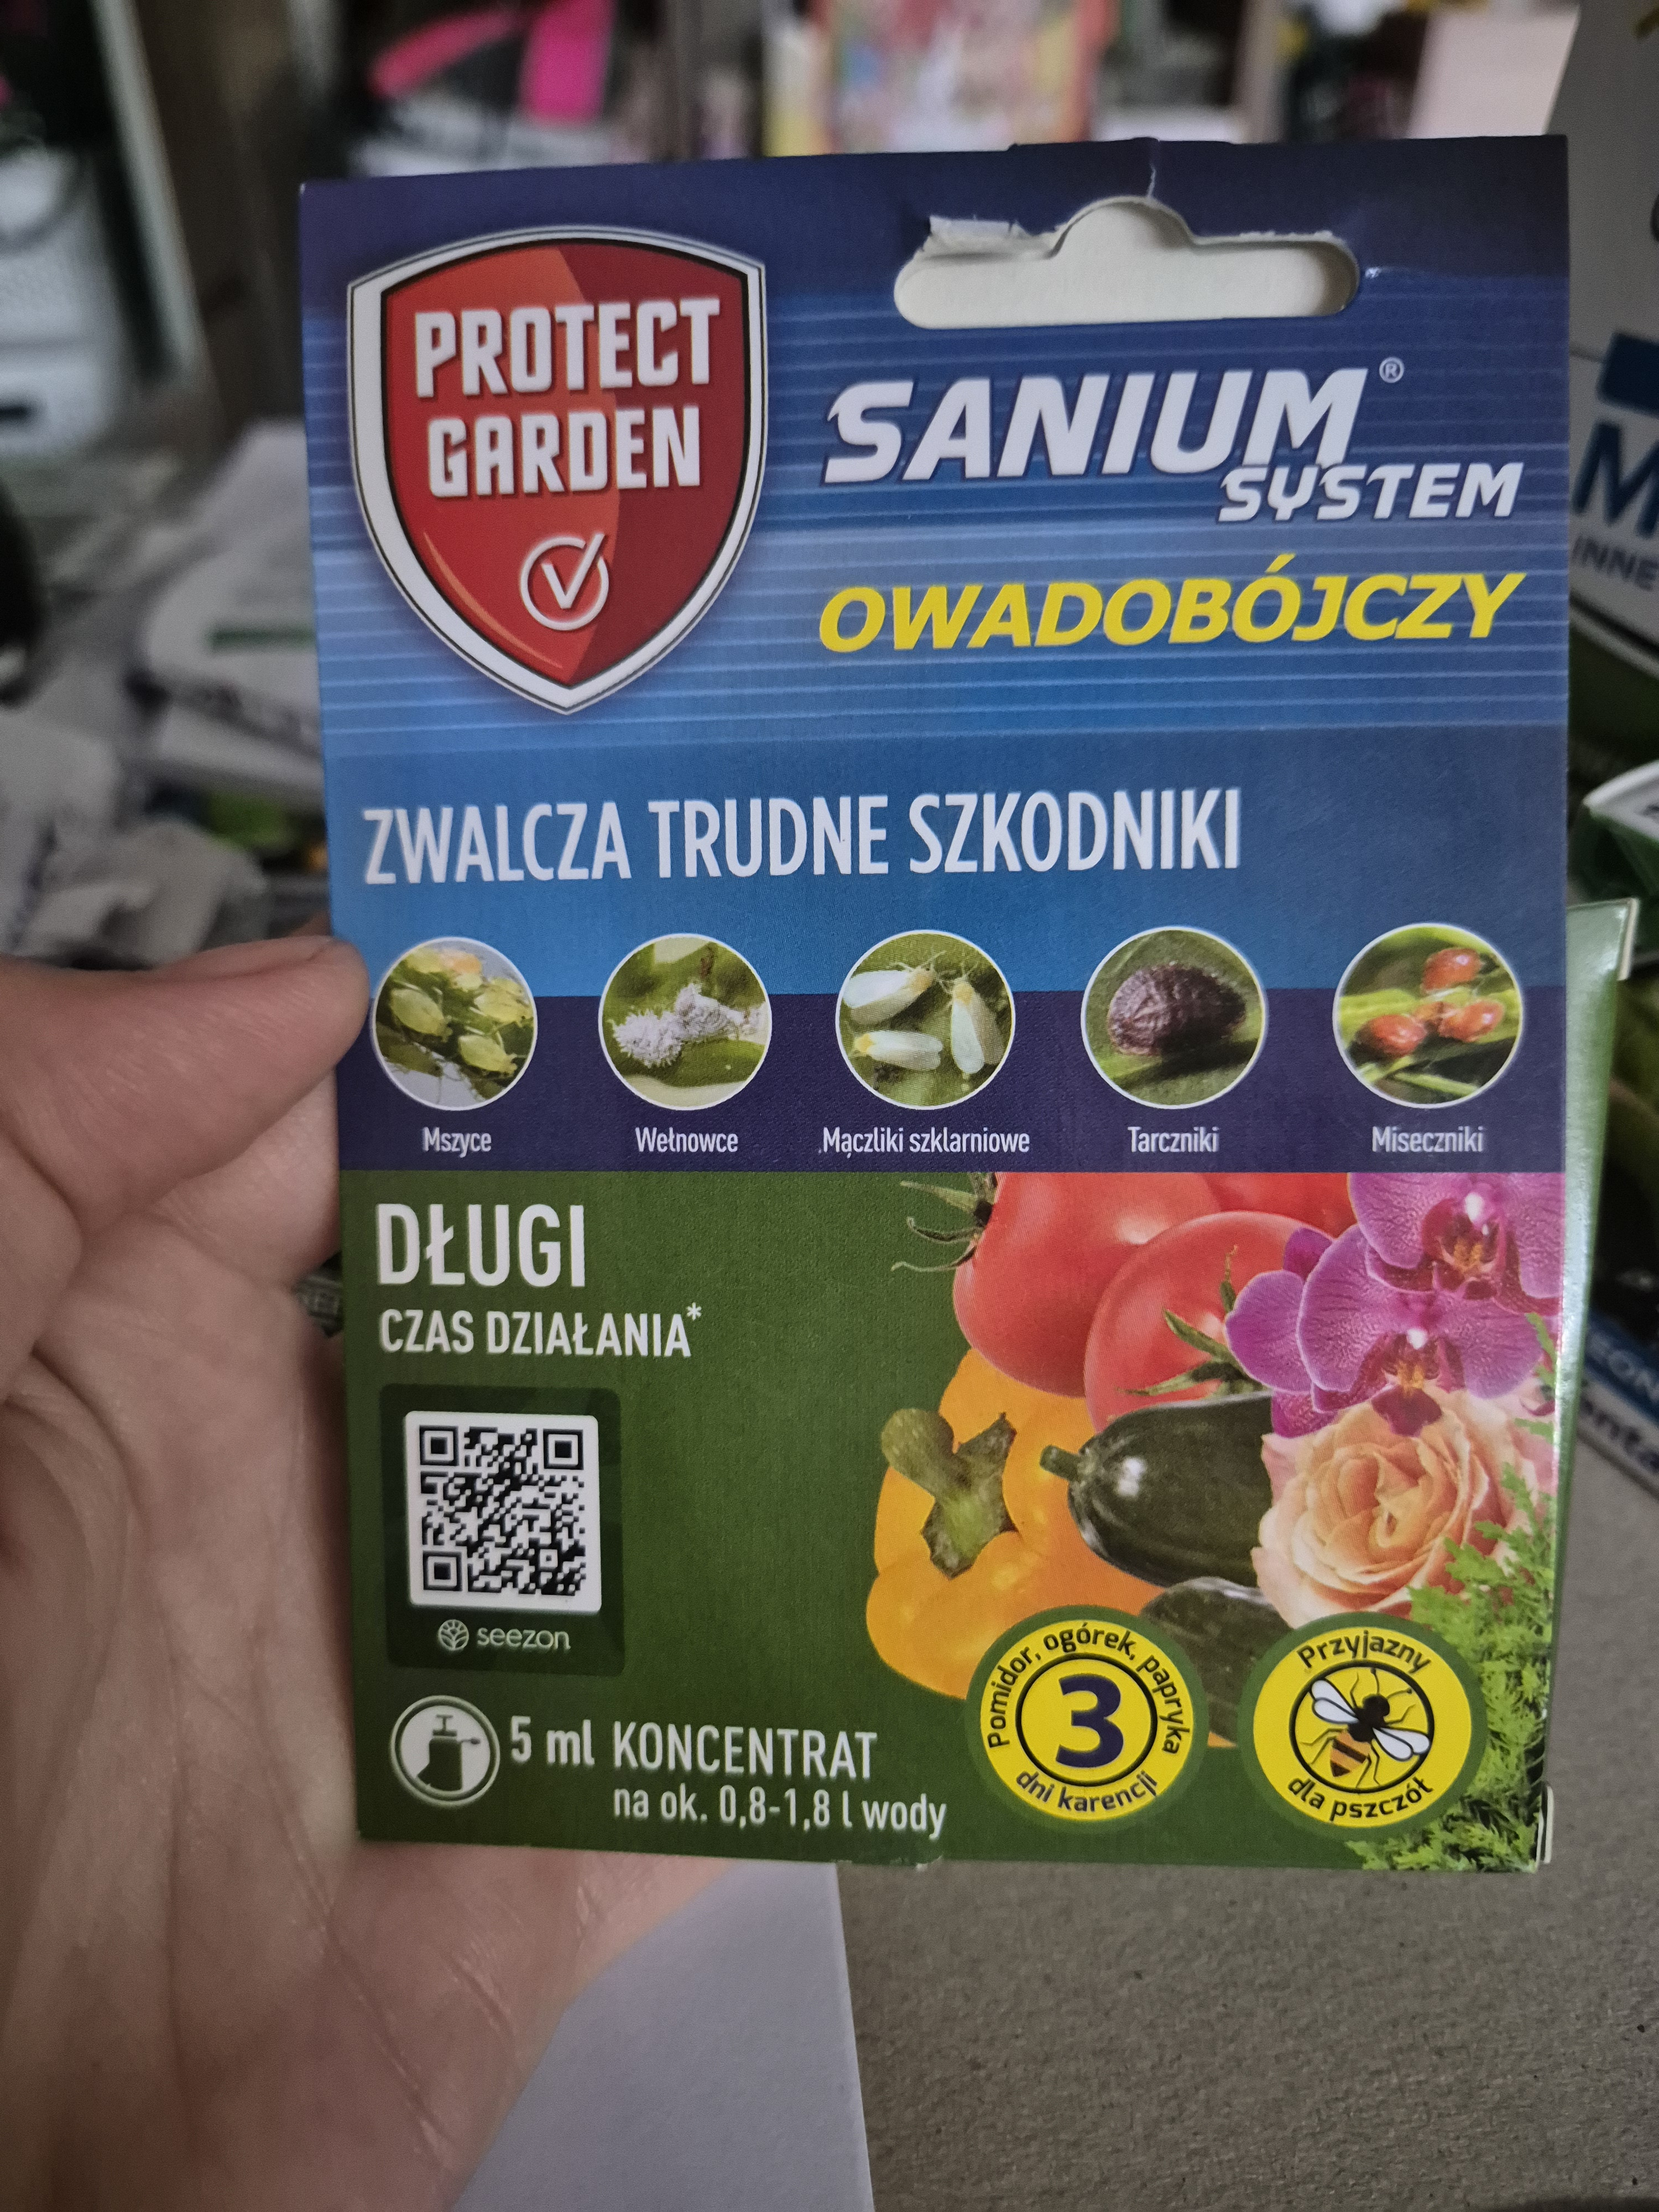 PROTECT
GARDEN
SANIUM®
SYSTEM
OWADOBÓJCZY
ZWALCZA TRUDNE SZKODNIKI
Mszyce
Wełnowce
Mączliki szklarniowe
Tarczniki
Miseczniki
DŁUGI
CZAS DZIAŁANIA*
seezon
5 ml KONCENTRAT
na ok. 0,8-1,8 l wody
Pomidor, ogórek, papryka
3
dni karencji
Przyjazny
dla pszczół